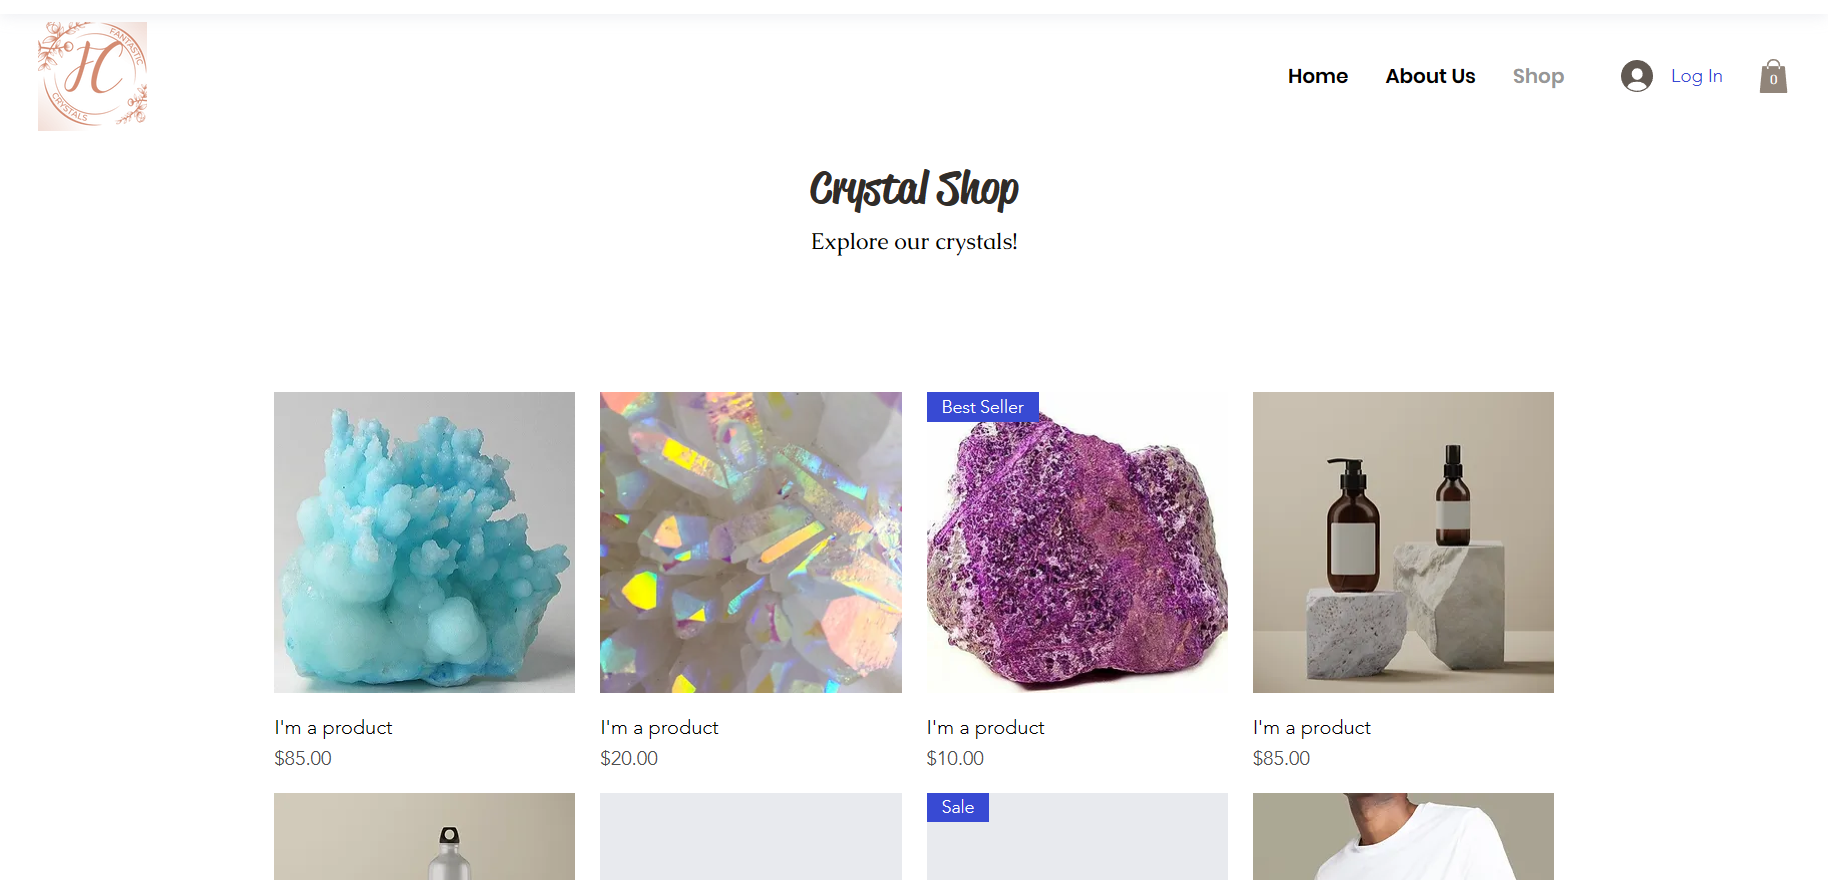 FANTASTIC
FC
CRYSTALS
Home
About Us
Shop
Log In
0
Crystal Shop
Explore our crystals!
Best Seller
I'm a product
$85.00
I'm a product
$20.00
I'm a product
$10.00
I'm a product
$85.00
Sale